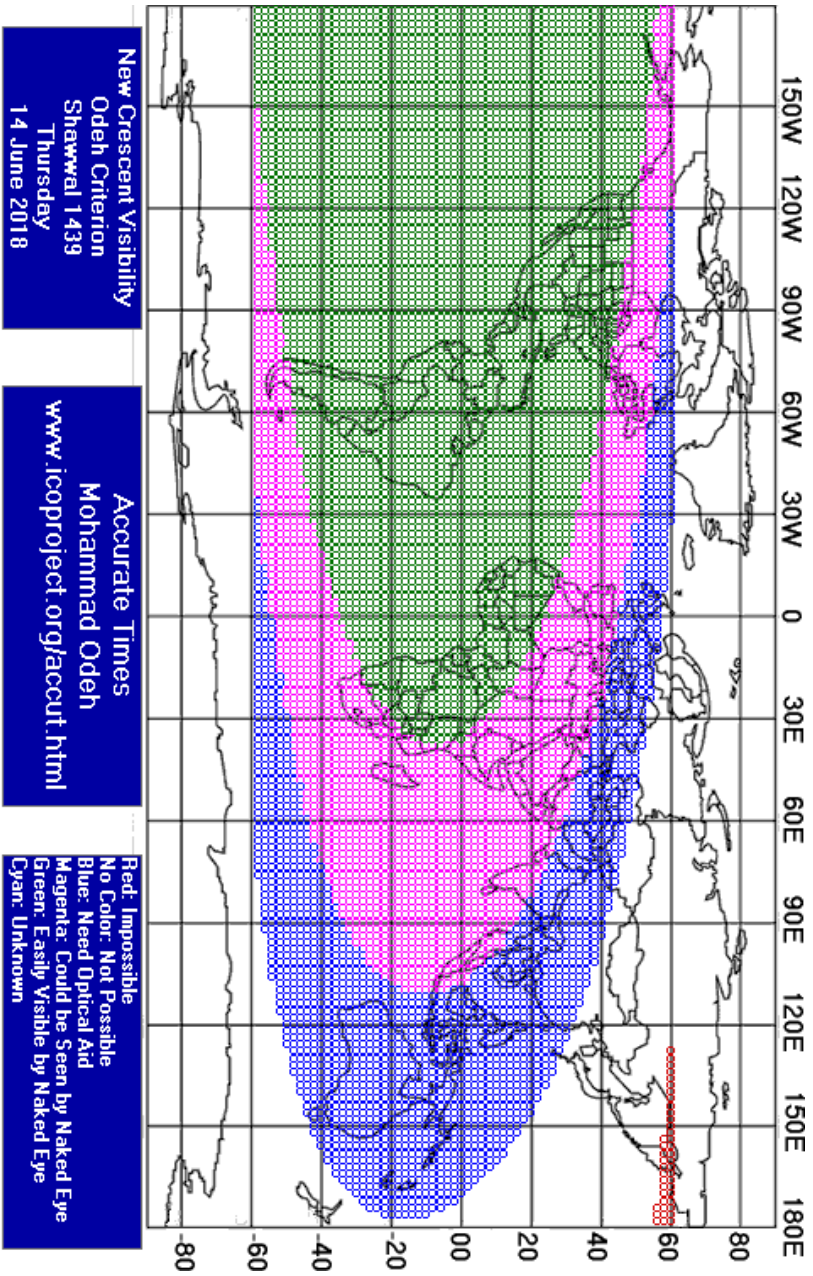 150W
120W
90W
60W
30W
0
30E
60E
90E
120E
150E
180E
80
60
40
20
00
-20
-40
-60
-80
New Crescent Visibility
Odeh Criterion
Shawwal 1439
Thursday
14 June 2018
Accurate Times
Mohammad Odeh
www.icoproject.org/accut.html
Red: Impossible
No Color: Not Possible
Blue: Need Optical Aid
Magenta: Could be Seen by Naked Eye
Green: Easily Visible by Naked Eye
Cyan: Unknown